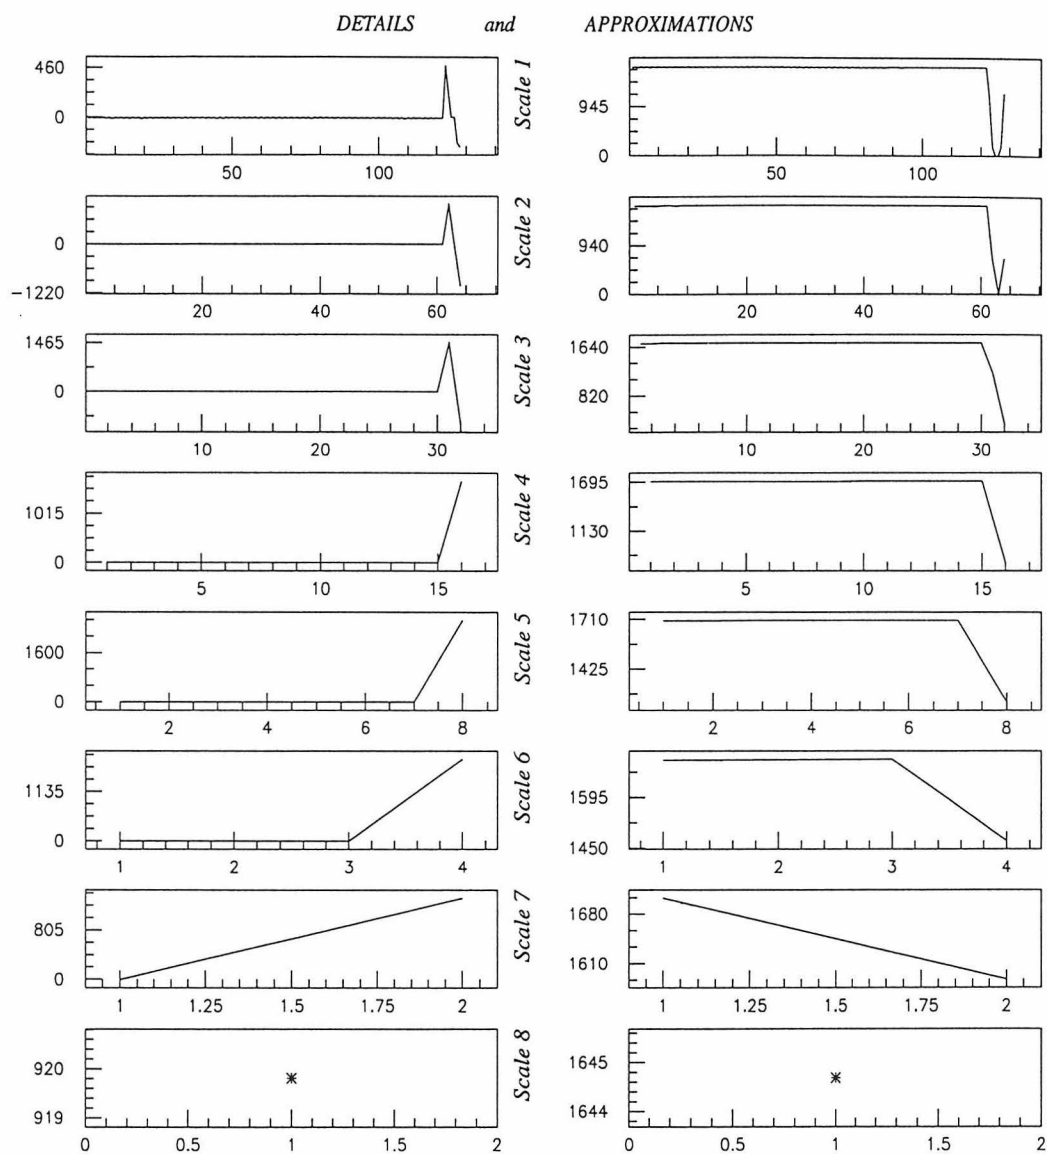 DETAILS and APPROXIMATIONS
460
0
50 100
Scale 1
945
0
50 100
0
-1220
20 40 60
Scale 2
940
0
20 40 60
1465
0
10 20 30
Scale 3
1640
820
10 20 30
1015
0
5 10 15
Scale 4
1695
1130
5 10 15
1600
0
2 4 6 8
Scale 5
1710
1425
2 4 6 8
1135
0
1 2 3 4
Scale 6
1595
1450
1 2 3 4
805
0
1 1.25 1.5 1.75 2
Scale 7
1680
1610
1 1.25 1.5 1.75 2
920
919
0 0.5 1 1.5 2
Scale 8
1645
1644
0 0.5 1 1.5 2